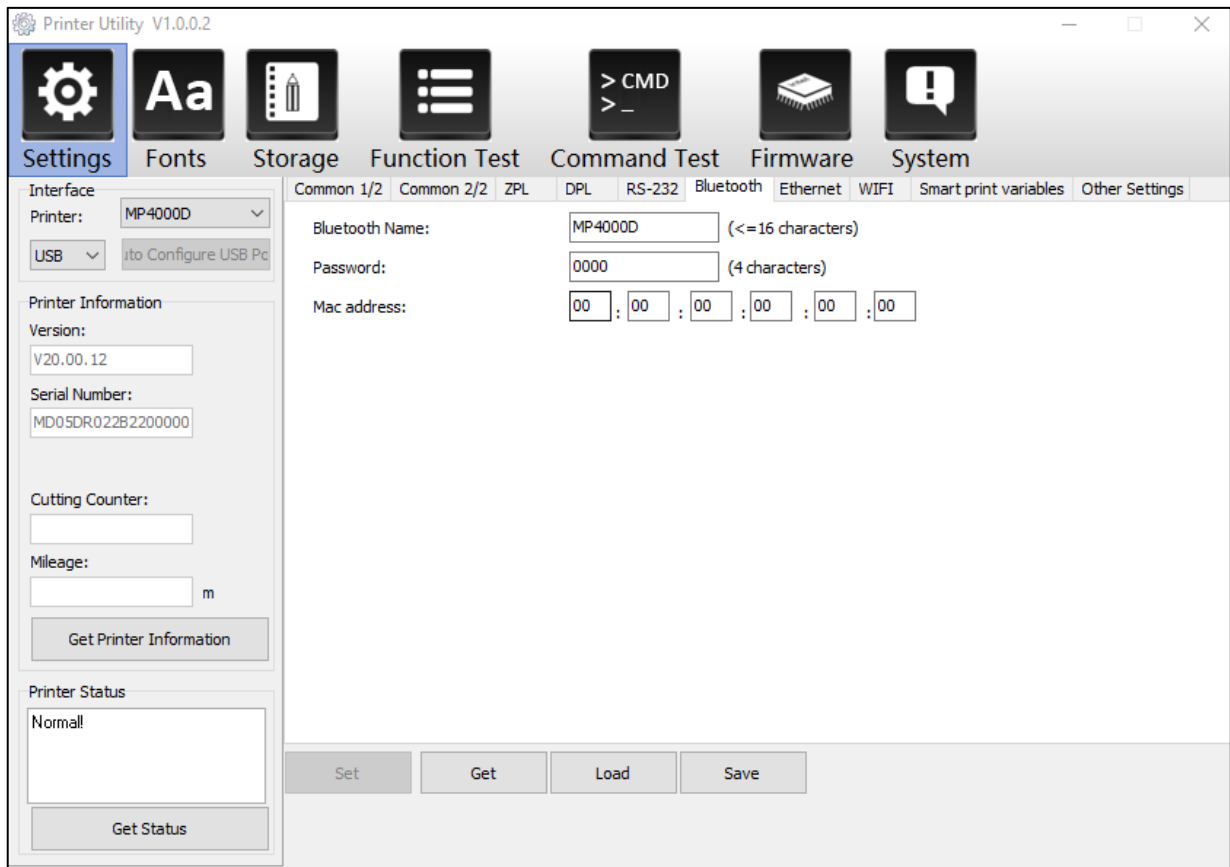 Printer Utility V1.0.0.2
Aa
> CMD
> _
Settings Fonts Storage Function Test Command Test Firmware System
Interface
Printer: MP4000D
USB uto Configure USB Po
Printer Information
Version:
V20.00.12
Serial Number:
MD05DR022B2200000
Cutting Counter:
Mileage:
m
Get Printer Information
Printer Status
Normal!
Get Status
Common 1/2 Common 2/2 ZPL DPL RS-232 Bluetooth Ethernet WIFI Smart print variables Other Settings
Bluetooth Name: MP4000D (<=16 characters)
Password: 0000 (4 characters)
Mac address: 00 : 00 : 00 : 00 : 00 : 00
Set Get Load Save